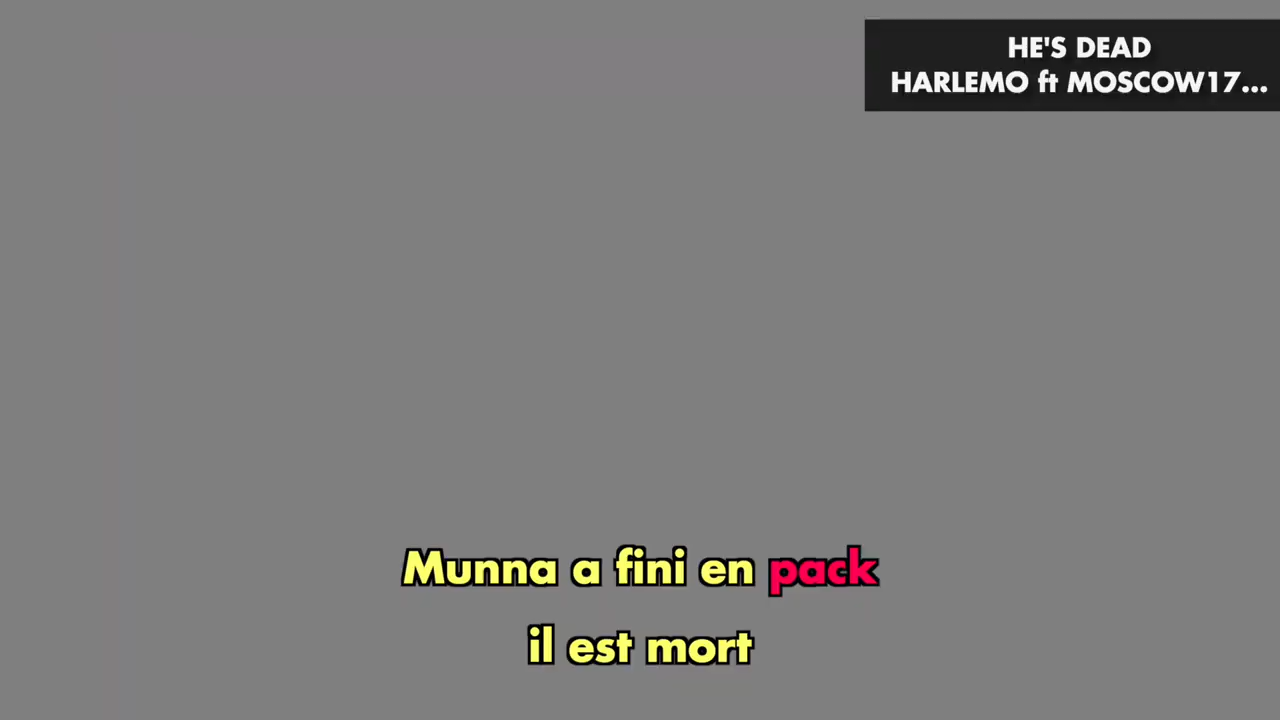 HE'S DEAD
HARLEMO ft MOSCOW17...
Munna a fini en pack
il est mort